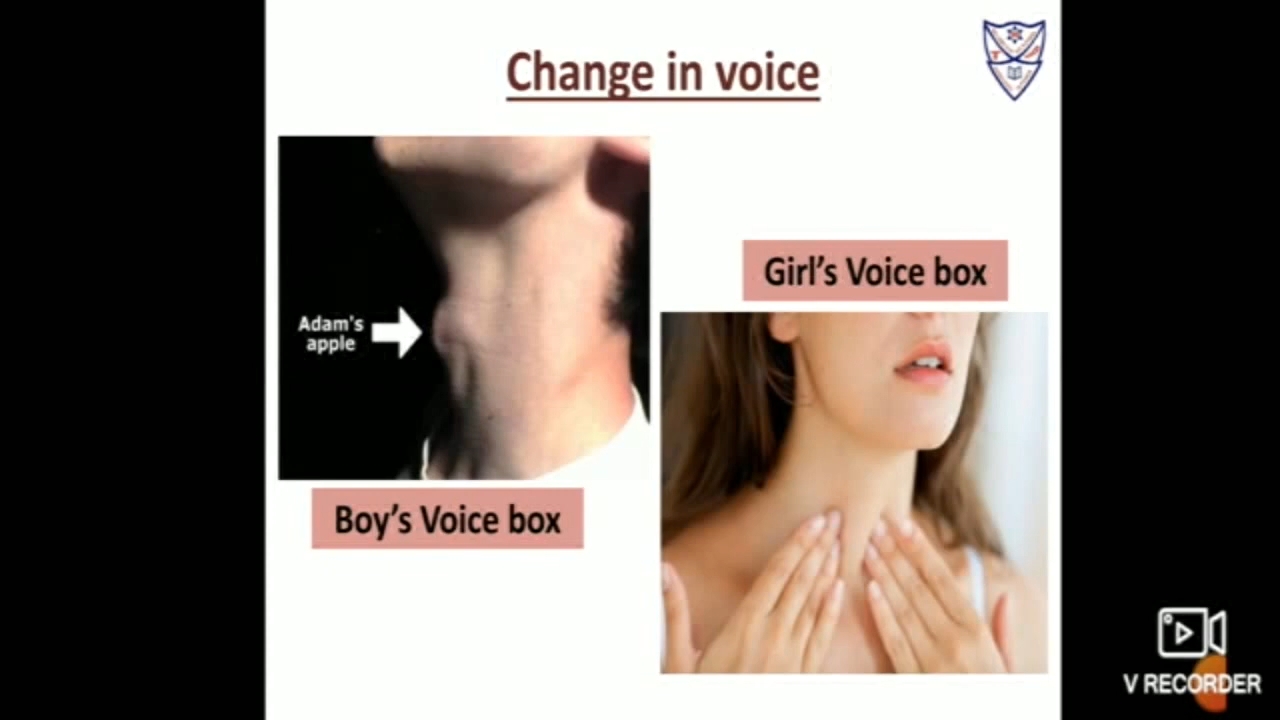 Change in voice
Adam's
apple
Girl's Voice box
Boy's Voice box
V RECORDER